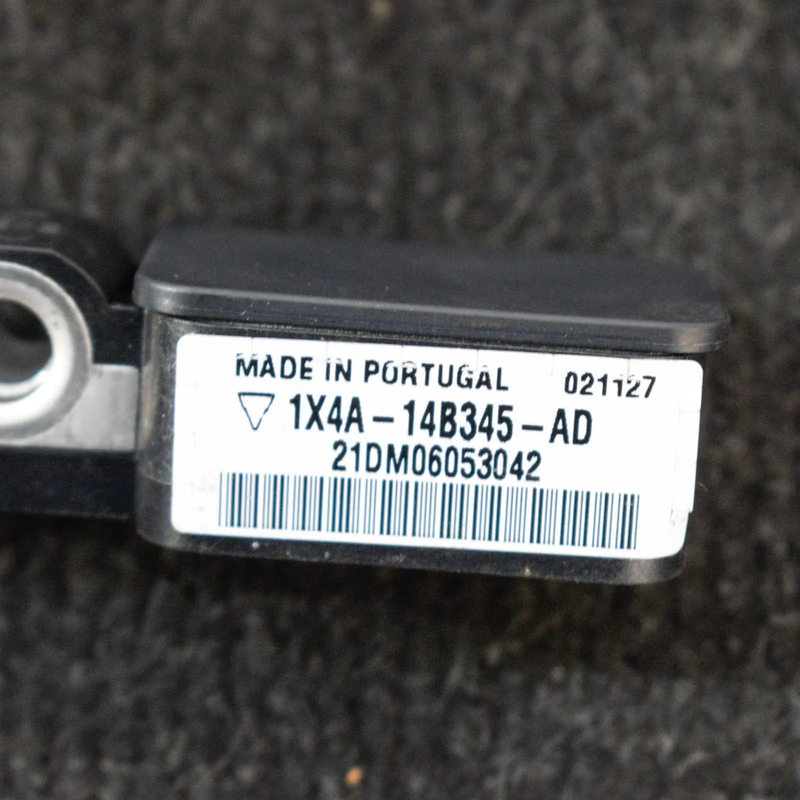 MADE IN PORTUGAL 021127
1X4A-14B345-AD
21DM06053042